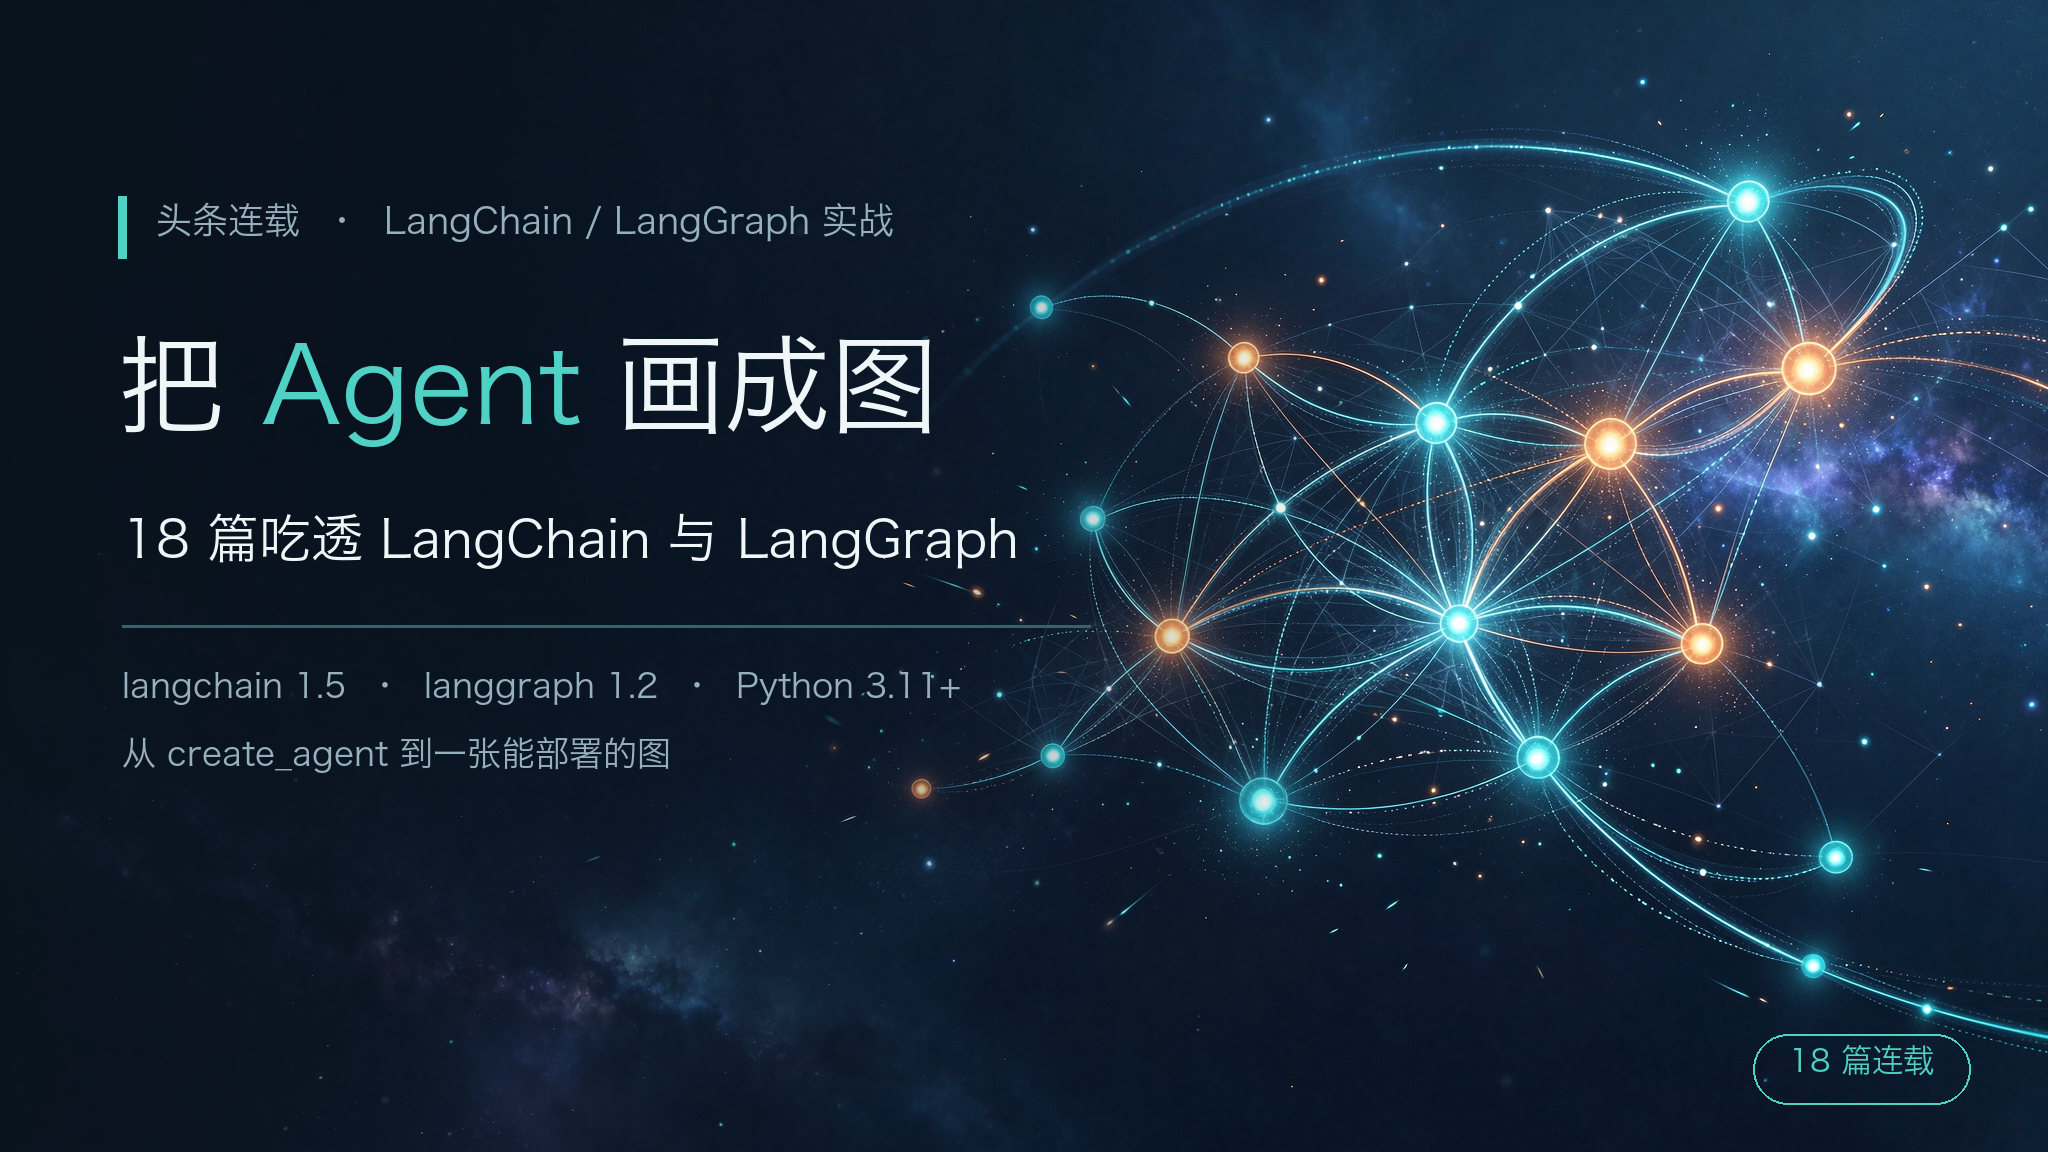 头条连载 · LangChain / LangGraph 实战
把 Agent 画成图
18 篇吃透 LangChain 与 LangGraph
langchain 1.5 · langgraph 1.2 · Python 3.11+
从 create_agent 到一张能部署的图
18 篇连载